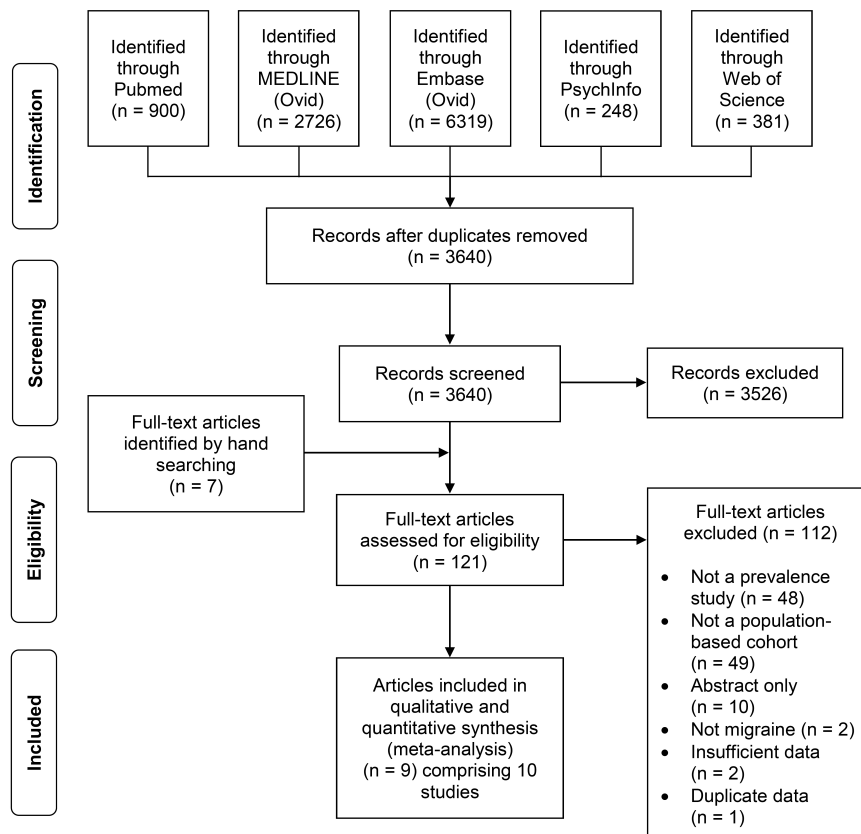 Identified
through
Pubmed
(n = 900)
Identified
through
MEDLINE
(Ovid)
(n = 2726)
Identified
through
Embase
(Ovid)
(n = 6319)
Identified
through
PsychInfo
(n = 248)
Identified
through
Web of
Science
(n = 381)
Identification
Records after duplicates removed
(n = 3640)
Screening
Records screened
(n = 3640)
Records excluded
(n = 3526)
Full-text articles
identified by hand
searching
(n = 7)
Eligibility
Full-text articles
assessed for eligibility
(n = 121)
Full-text articles
excluded (n = 112)
• Not a prevalence
study (n = 48)
• Not a population-
based cohort
(n = 49)
• Abstract only
(n = 10)
• Not migraine (n = 2)
• Insufficient data
(n = 2)
• Duplicate data
(n = 1)
Included
Articles included in
qualitative and
quantitative synthesis
(meta-analysis)
(n = 9) comprising 10
studies